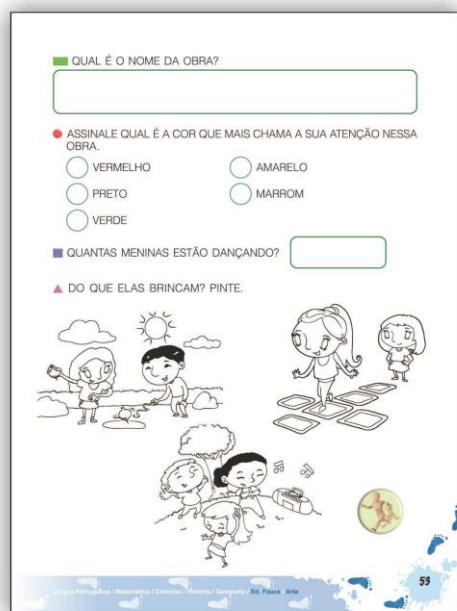 QUAL É O NOME DA OBRA?
ASSINALE QUAL É A COR QUE MAIS CHAMA A SUA ATENÇÃO NESSA
OBRA.
VERMELHO
AMARELO
PRETO
MARROM
VERDE
QUANTAS MENINAS ESTÃO DANÇANDO?
DO QUE ELAS BRINCAM? PINTE.
53
Língua Portuguesa / Matemática / Ciências / História / Geografia / Ed. Física / Arte